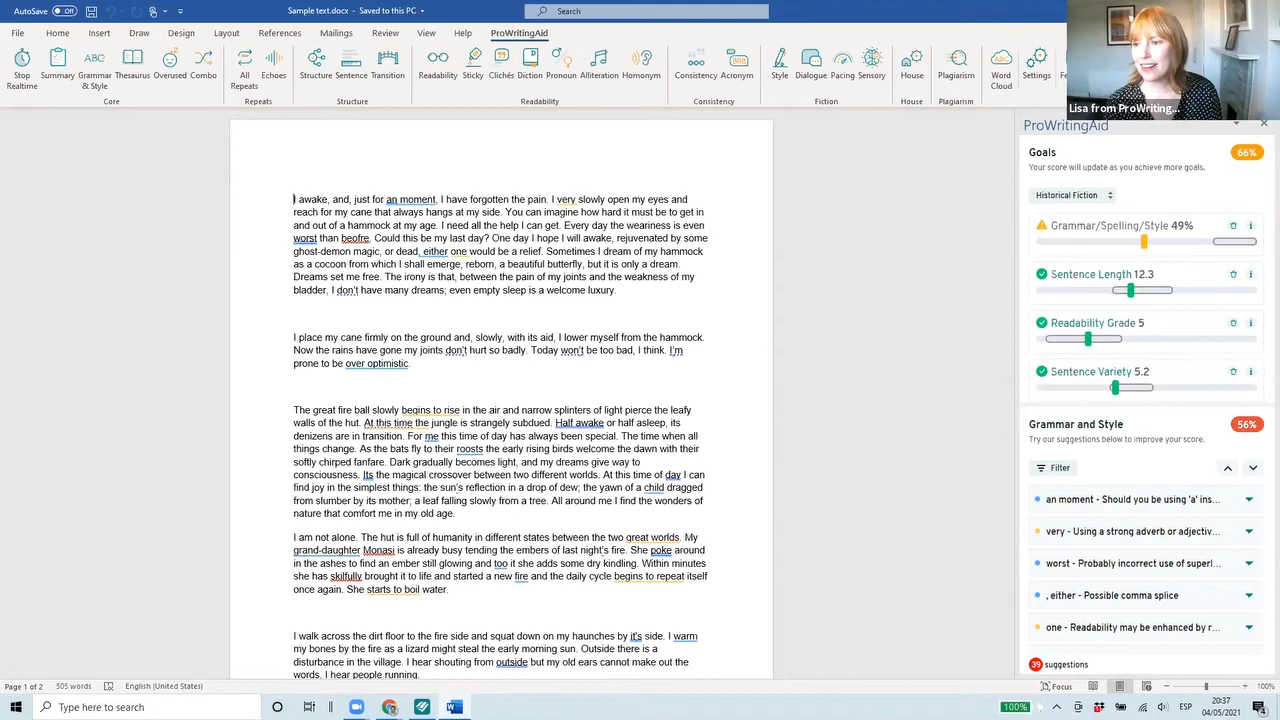 AutoSave Off Sample text.docx - Saved to this PC Search
File Home Insert Draw Design Layout References Mailings Review View Help ProWritingAid
Stop Realtime Summary Grammar & Style Thesaurus Overused Combo All Repeats Echoes Structure Sentence Transition Readability Sticky Clichés Diction Pronoun Alliteration Homonym Consistency Acronym Style Dialogue Pacing Sensory House Plagiarism Word Cloud Settings
Core Repeats Structure Readability Consistency Fiction House Plagiarism
Lisa from ProWriting...
I awake, and, just for an moment, I have forgotten the pain. I very slowly open my eyes and
reach for my cane that always hangs at my side. You can imagine how hard it must be to get in
and out of a hammock at my age. I need all the help I can get. Every day the weariness is even
worst than beofre. Could this be my last day? One day I hope I will awake, rejuvenated by some
ghost-demon magic, or dead, either one would be a relief. Sometimes I dream of my hammock
as a cocoon from which I shall emerge, reborn, a beautiful butterfly, but it is only a dream.
Dreams set me free. The irony is that, between the pain of my joints and the weakness of my
bladder, I don't have many dreams; even empty sleep is a welcome luxury.
I place my cane firmly on the ground and, slowly, with its aid, I lower myself from the hammock.
Now the rains have gone my joints don't hurt so badly. Today won't be too bad, I think. I'm
prone to be over optimistic.
The great fire ball slowly begins to rise in the air and narrow splinters of light pierce the leafy
walls of the hut. At this time the jungle is strangely subdued. Half awake or half asleep, its
denizens are in transition. For me this time of day has always been special. The time when all
things change. As the bats fly to their roosts the early rising birds welcome the dawn with their
softly chirped fanfare. Dark gradually becomes light, and my dreams give way to
consciousness. Its the magical crossover between two different worlds. At this time of day I can
find joy in the simplest things: the sun's reflection in a drop of dew; the yawn of a child dragged
from slumber by its mother; a leaf falling slowly from a tree. All around me I find the wonders of
nature that comfort me in my old age.
I am not alone. The hut is full of humanity in different states between the two great worlds. My
grand-daughter Monasi is already busy tending the embers of last night's fire. She poke around
in the ashes to find an ember still glowing and too it she adds some dry kindling. Within minutes
she has skilfully brought it to life and started a new fire and the daily cycle begins to repeat itself
once again. She starts to boil water.
I walk across the dirt floor to the fire side and squat down on my haunches by it's side. I warm
my bones by the fire as a lizard might steal the early morning sun. Outside there is a
disturbance in the village. I hear shouting from outside but my old ears cannot make out the
words. I hear people running.
ProWritingAid
Goals 66%
Your score will update as you achieve more goals.
Historical Fiction
Grammar/Spelling/Style 49%
Sentence Length 12.3
Readability Grade 5
Sentence Variety 5.2
Grammar and Style 56%
Try our suggestions below to improve your score.
Filter
an moment - Should you be using 'a' ins...
very - Using a strong adverb or adjectiv...
worst - Probably incorrect use of superl...
, either - Possible comma splice
one - Readability may be enhanced by r...
39 suggestions
Page 1 of 2 505 words English (United States) Focus 100%
Type here to search 100% ESP 20:37
04/05/2021